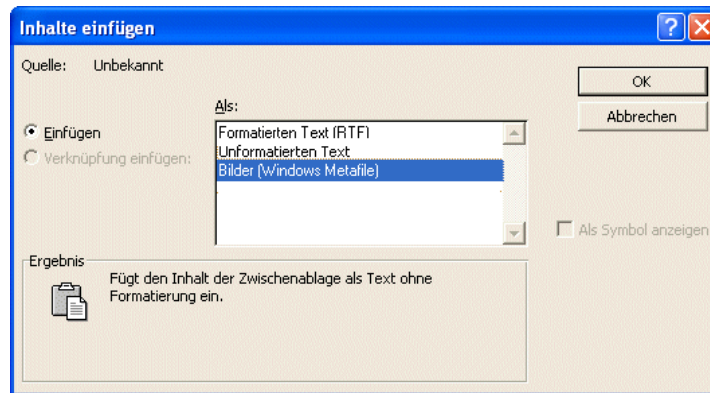 Inhalte einfügen
Quelle: Unbekannt
OK
Abbrechen
Als:
Einfügen
Verknüpfung einfügen:
Formatierten Text (RTF)
Unformatierten Text
Bilder (Windows Metafile)
Als Symbol anzeigen
Ergebnis
Fügt den Inhalt der Zwischenablage als Text ohne
Formatierung ein.